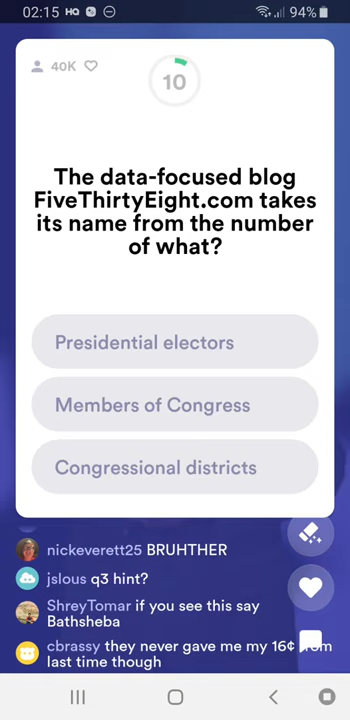 02:15 HQ 94%
40K
10
The data-focused blog
FiveThirtyEight.com takes
its name from the number
of what?
Presidential electors
Members of Congress
Congressional districts
nickeverett25 BRUHTHER
jslous q3 hint?
ShreyTomar if you see this say
Bathsheba
cbrassy they never gave me my 16¢ from
last time though